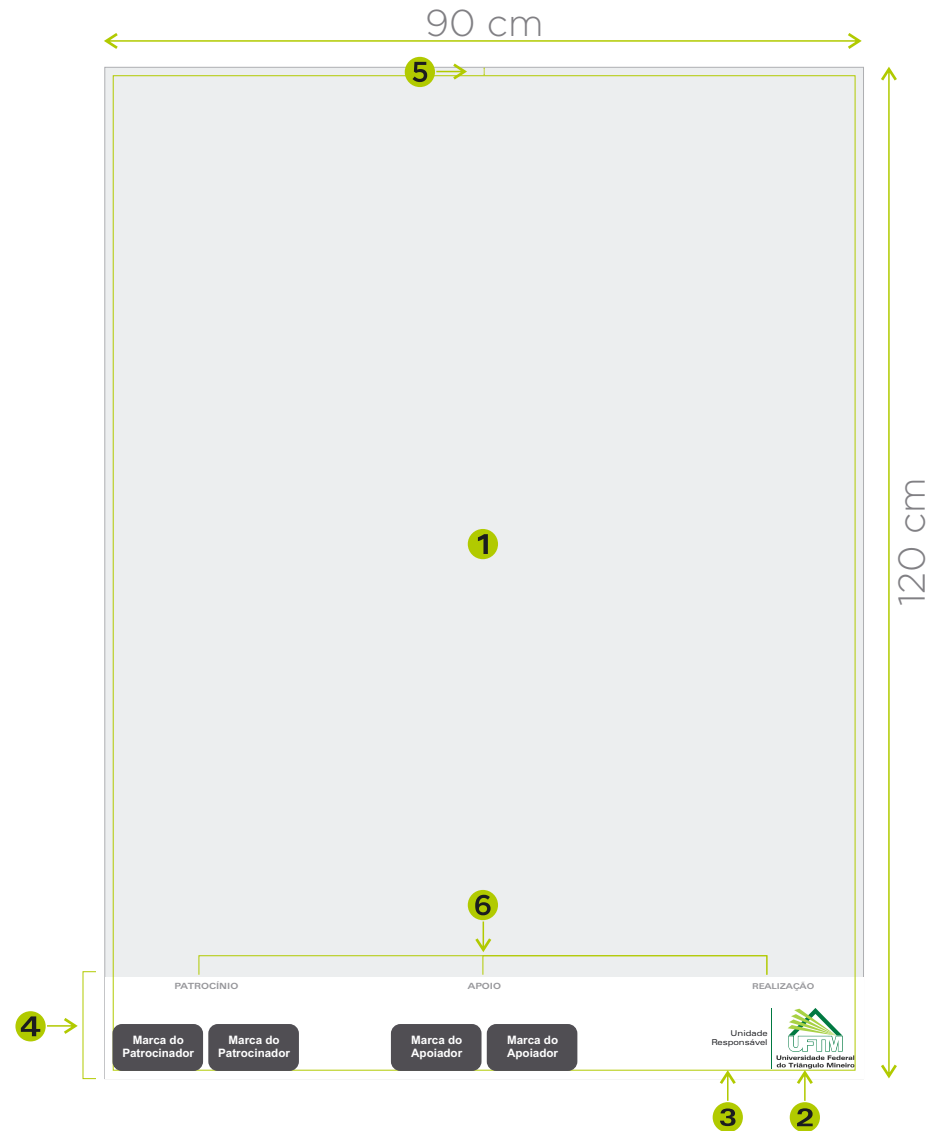 90 cm
5
120 cm
1
6
PATROCÍNIO
APOIO
REALIZAÇÃO
4
Marca do
Patrocinador
Marca do
Patrocinador
Marca do
Apoiador
Marca do
Apoiador
Unidade
Responsável
UFTM
Universidade Federal
do Triângulo Mineiro
3
2